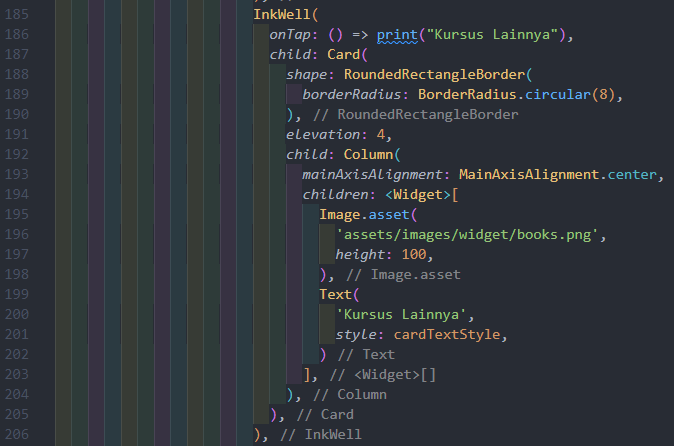 185 InkWell(
186 onTap: () => print("Kursus Lainnya"),
187 child: Card(
188 shape: RoundedRectangleBorder(
189 borderRadius: BorderRadius.circular(8),
190 ), // RoundedRectangleBorder
191 elevation: 4,
192 child: Column(
193 mainAxisAlignment: MainAxisAlignment.center,
194 children: <Widget>[
195 Image.asset(
196 'assets/images/widget/books.png',
197 height: 100,
198 ), // Image.asset
199 Text(
200 'Kursus Lainnya',
201 style: cardTextStyle,
202 ) // Text
203 ], // <Widget>[]
204 ), // Column
205 ), // Card
206 ), // InkWell